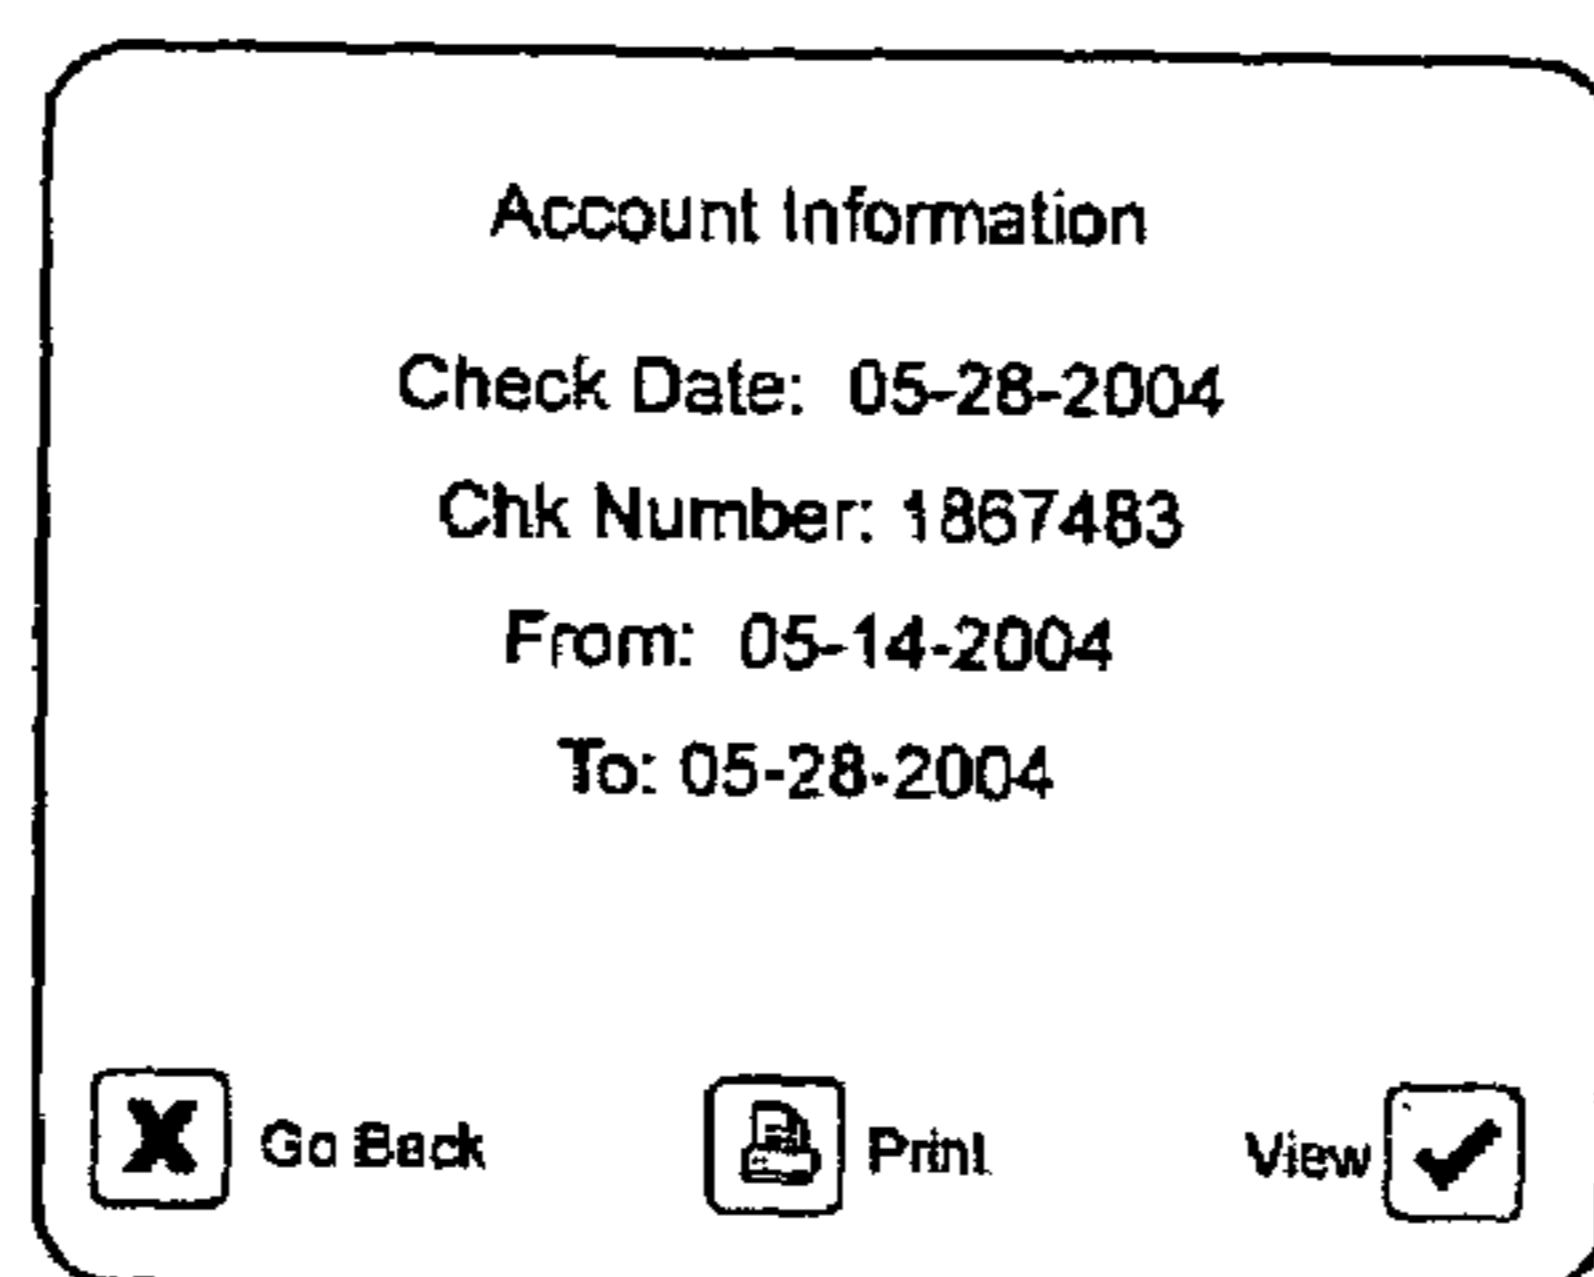 Account Information
Check Date: 05-28-2004
Chk Number: 1867483
From: 05-14-2004
To: 05-28-2004
Go Back
Print
View